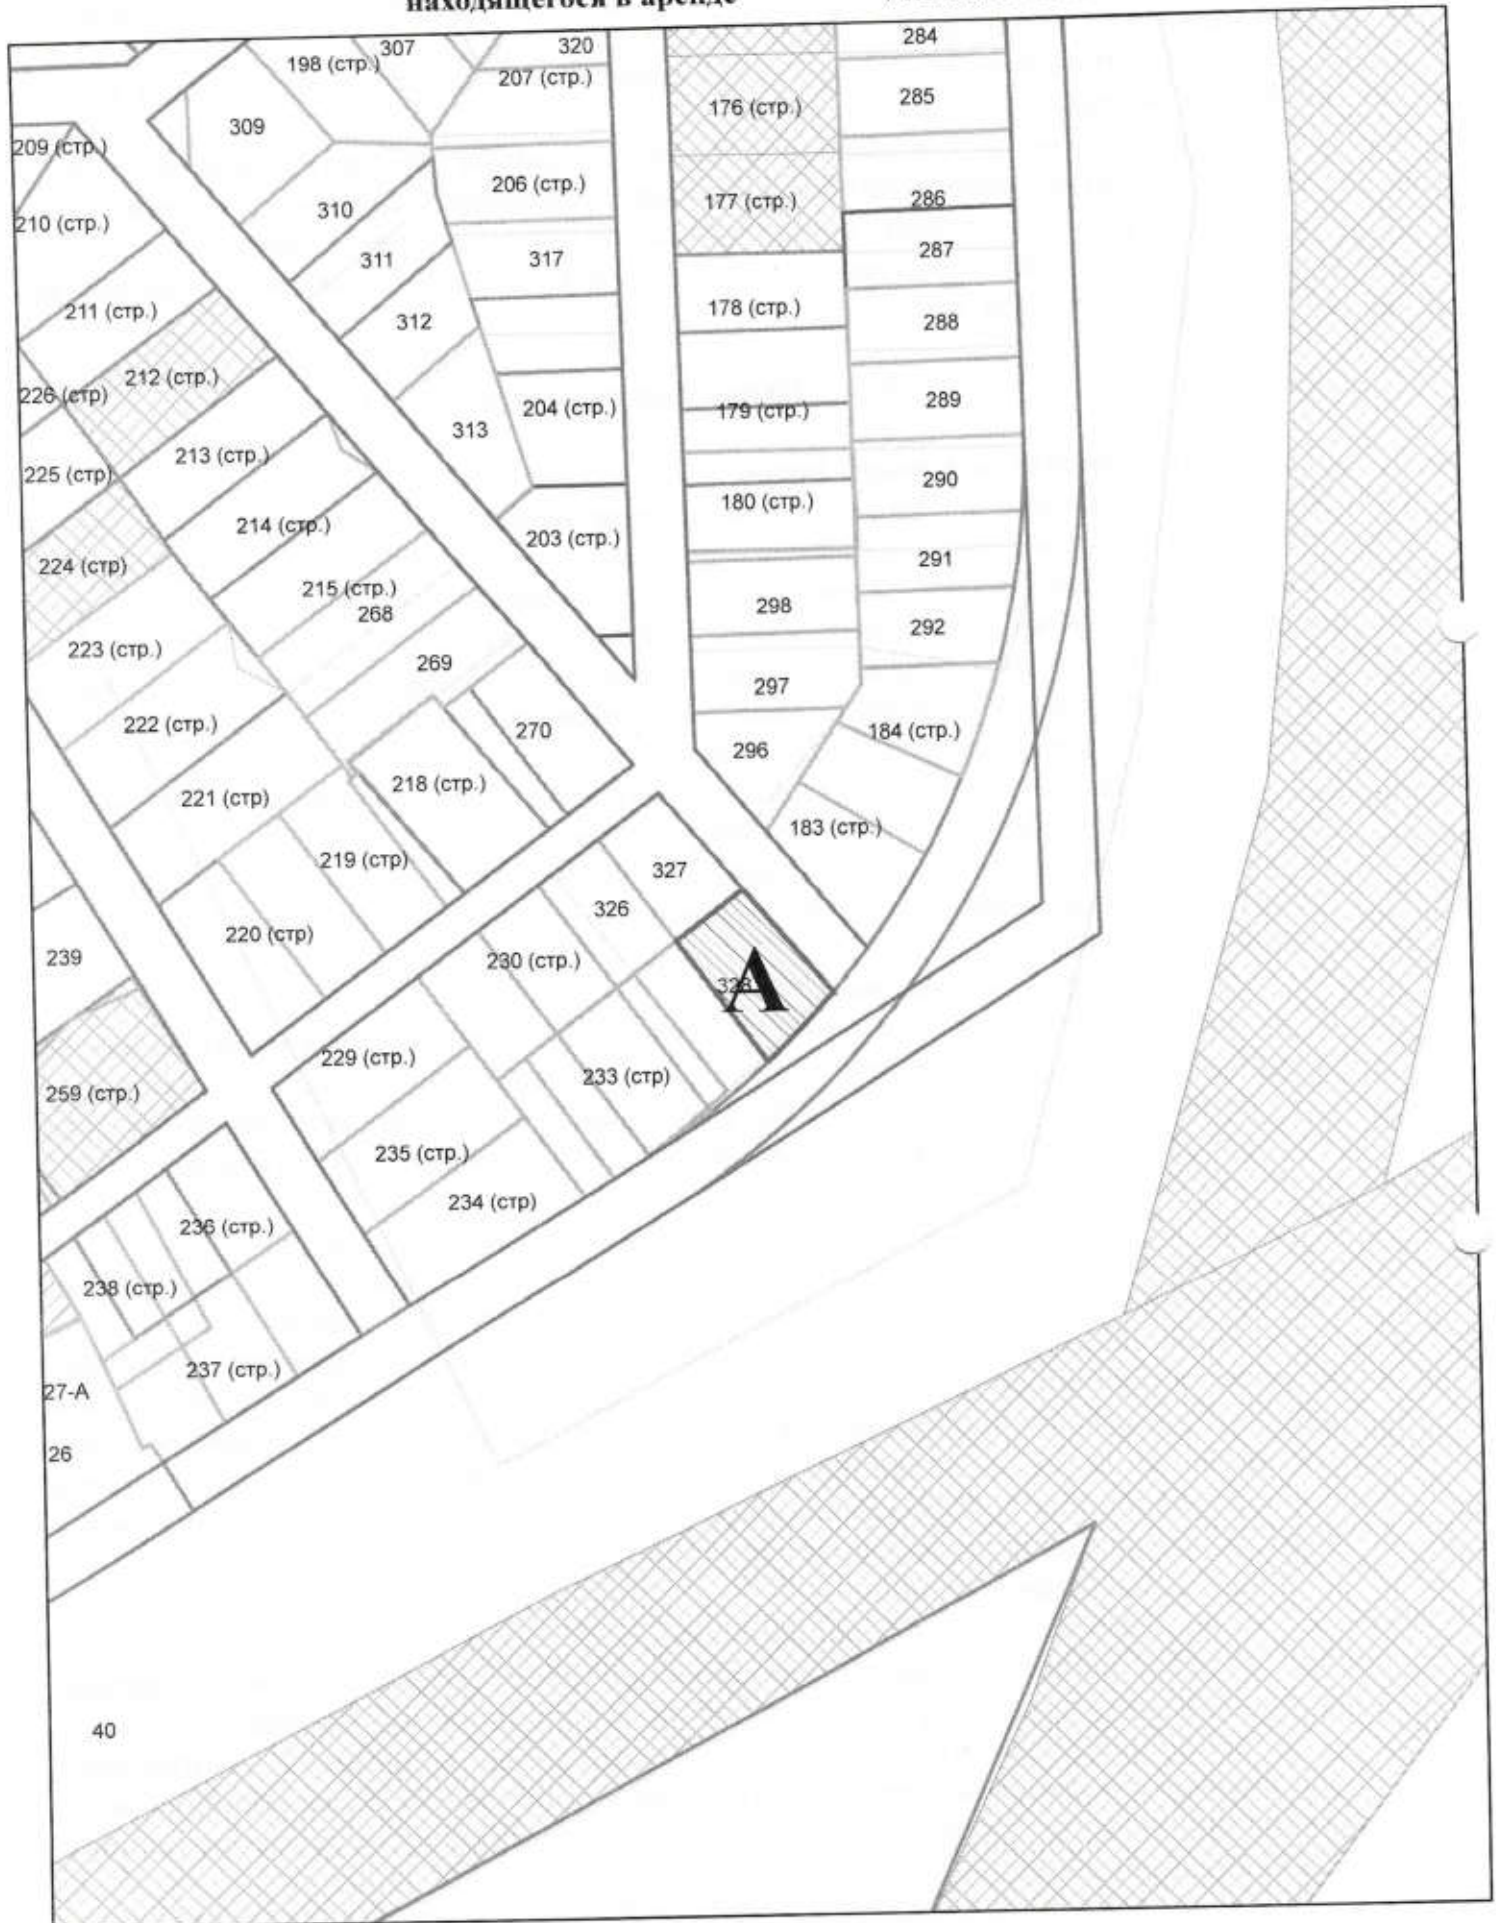 находящегося в аренде
284
307
320
198 (стр.)
207 (стр.)
285
176 (стр.)
309
209 (стр.)
206 (стр.)
286
177 (стр.)
310
210 (стр.)
287
317
311
178 (стр.)
211 (стр.)
312
288
212 (стр.)
226 (стр)
289
204 (стр.)
179 (стр.)
313
213 (стр.)
225 (стр)
290
180 (стр.)
214 (стр.)
203 (стр.)
291
224 (стр)
215 (стр.)
298
268
292
223 (стр.)
269
297
222 (стр.)
270
184 (стр.)
296
218 (стр.)
221 (стр)
183 (стр.)
219 (стр)
327
326
220 (стр)
239
230 (стр.)
328
А
229 (стр.)
233 (стр)
259 (стр.)
235 (стр.)
234 (стр)
236 (стр.)
238 (стр.)
237 (стр.)
27-А
26
40